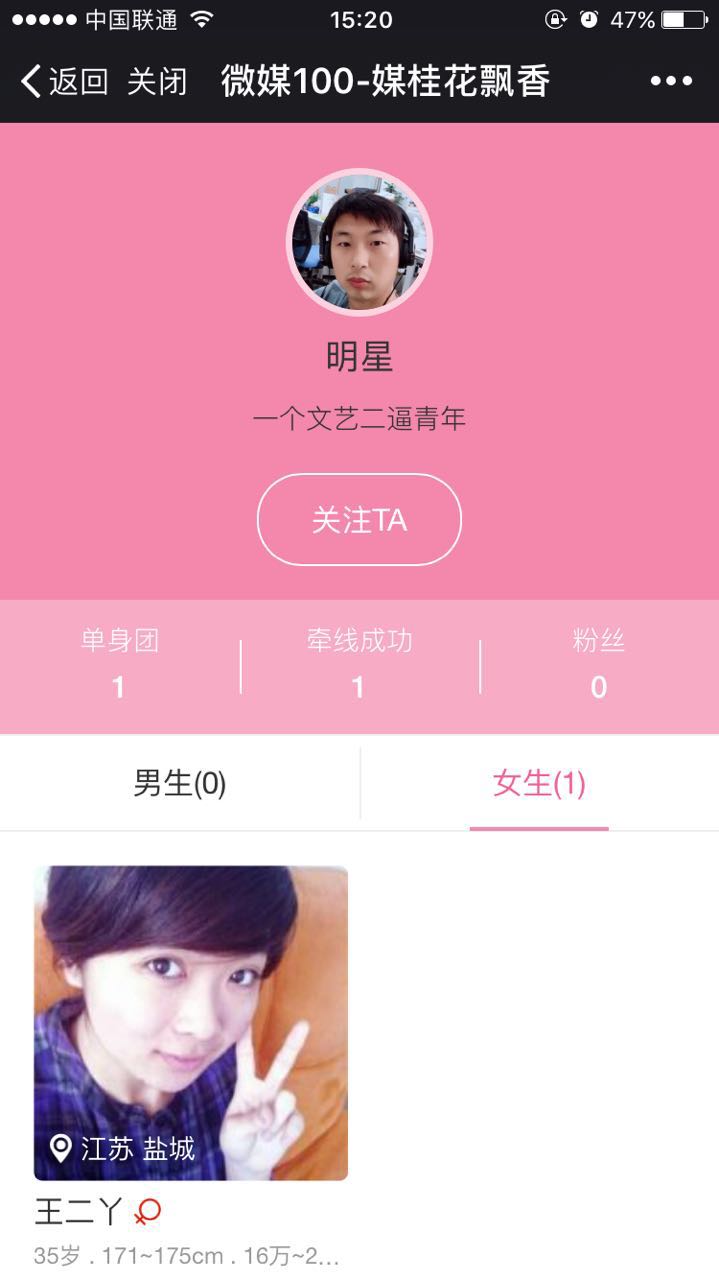 中国联通 15:20 47%
返回 关闭 微媒100-媒桂花飘香
明星
一个文艺二逼青年
关注TA
单身团 牵线成功 粉丝
1 1 0
男生(0) 女生(1)
江苏 盐城
王二丫
35岁 . 171~175cm . 16万~2...